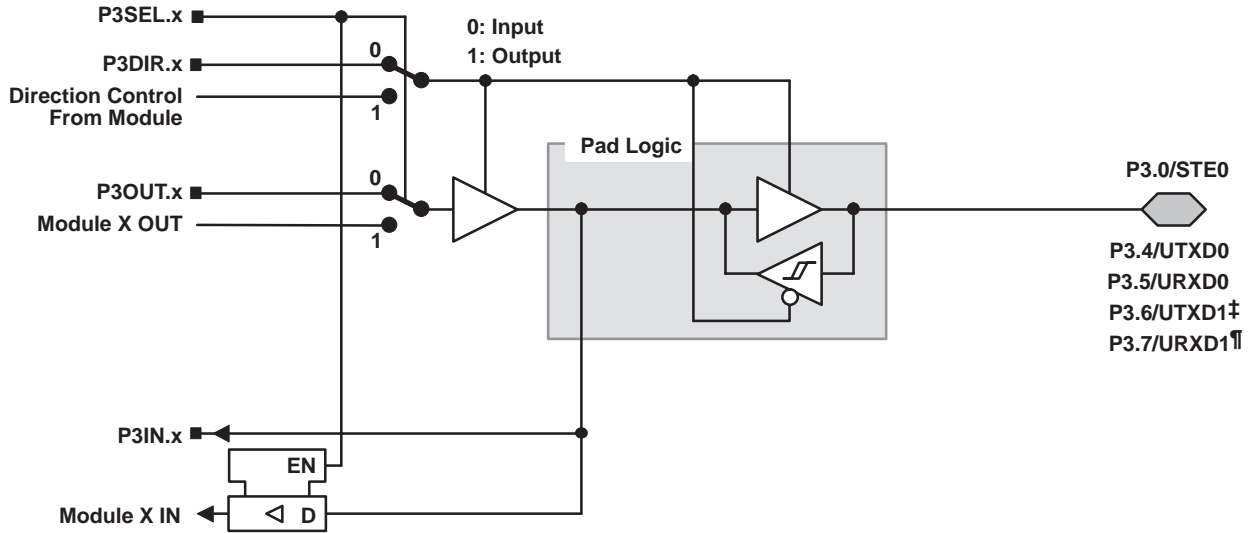 P3SEL.x
0: Input
1: Output
0
P3DIR.x
Direction Control
From Module
1
Pad Logic
P3.0/STE0
0
P3OUT.x
Module X OUT
1
P3.4/UTXD0
P3.5/URXD0
P3.6/UTXD1‡
P3.7/URXD1¶
P3IN.x
EN
Module X IN
D